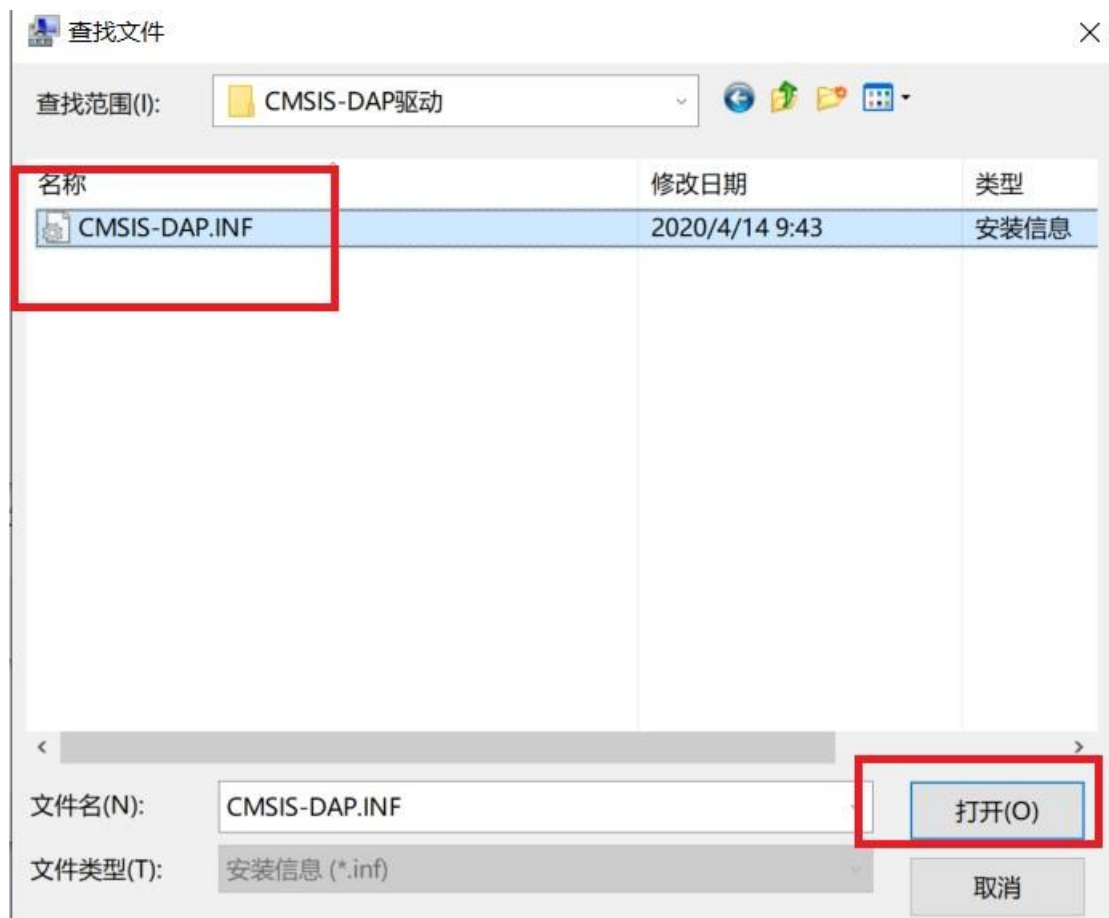 查找文件
查找范围(I): CMSIS-DAP驱动
名称 修改日期 类型
CMSIS-DAP.INF 2020/4/14 9:43 安装信息
文件名(N): CMSIS-DAP.INF 打开(O)
文件类型(T): 安装信息 (*.inf) 取消